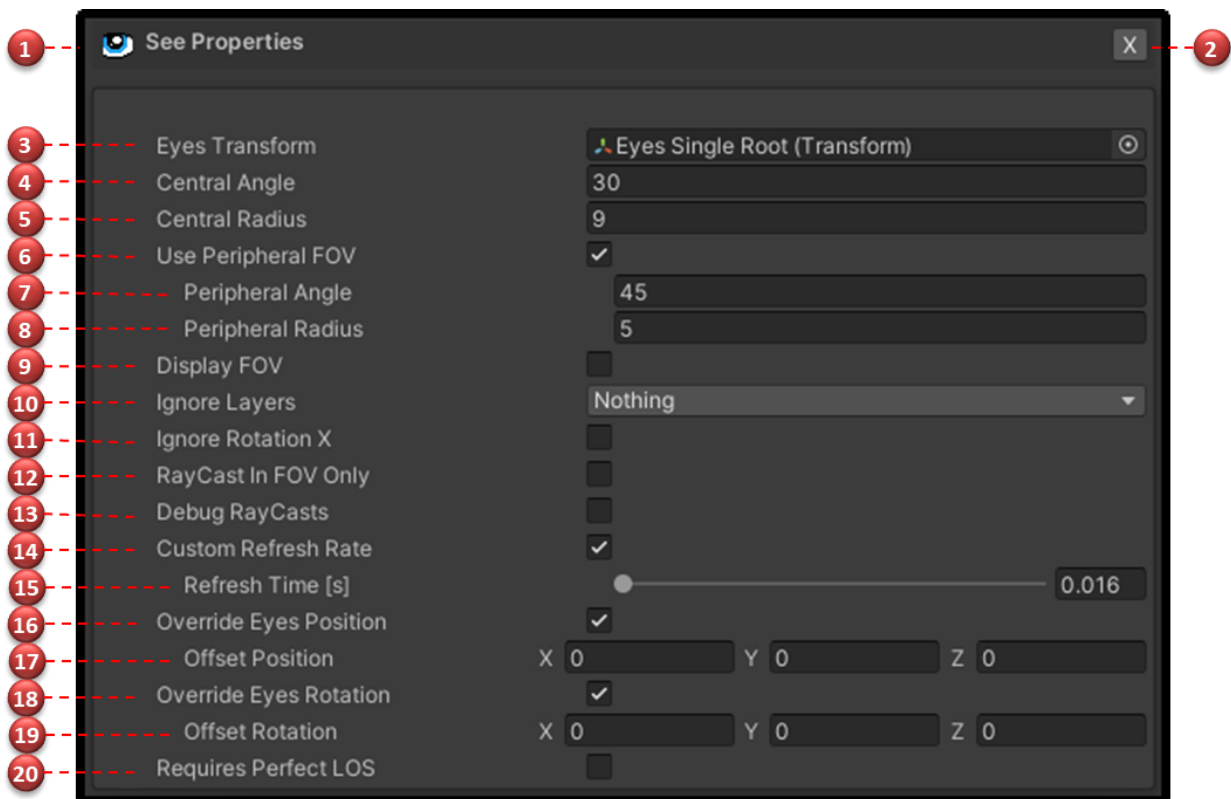 1 See Properties X 2
3 Eyes Transform Eyes Single Root (Transform)
4 Central Angle 30
5 Central Radius 9
6 Use Peripheral FOV
7 Peripheral Angle 45
8 Peripheral Radius 5
9 Display FOV
10 Ignore Layers Nothing
11 Ignore Rotation X
12 RayCast In FOV Only
13 Debug RayCasts
14 Custom Refresh Rate
15 Refresh Time [s] 0.016
16 Override Eyes Position
17 Offset Position X 0 Y 0 Z 0
18 Override Eyes Rotation
19 Offset Rotation X 0 Y 0 Z 0
20 Requires Perfect LOS